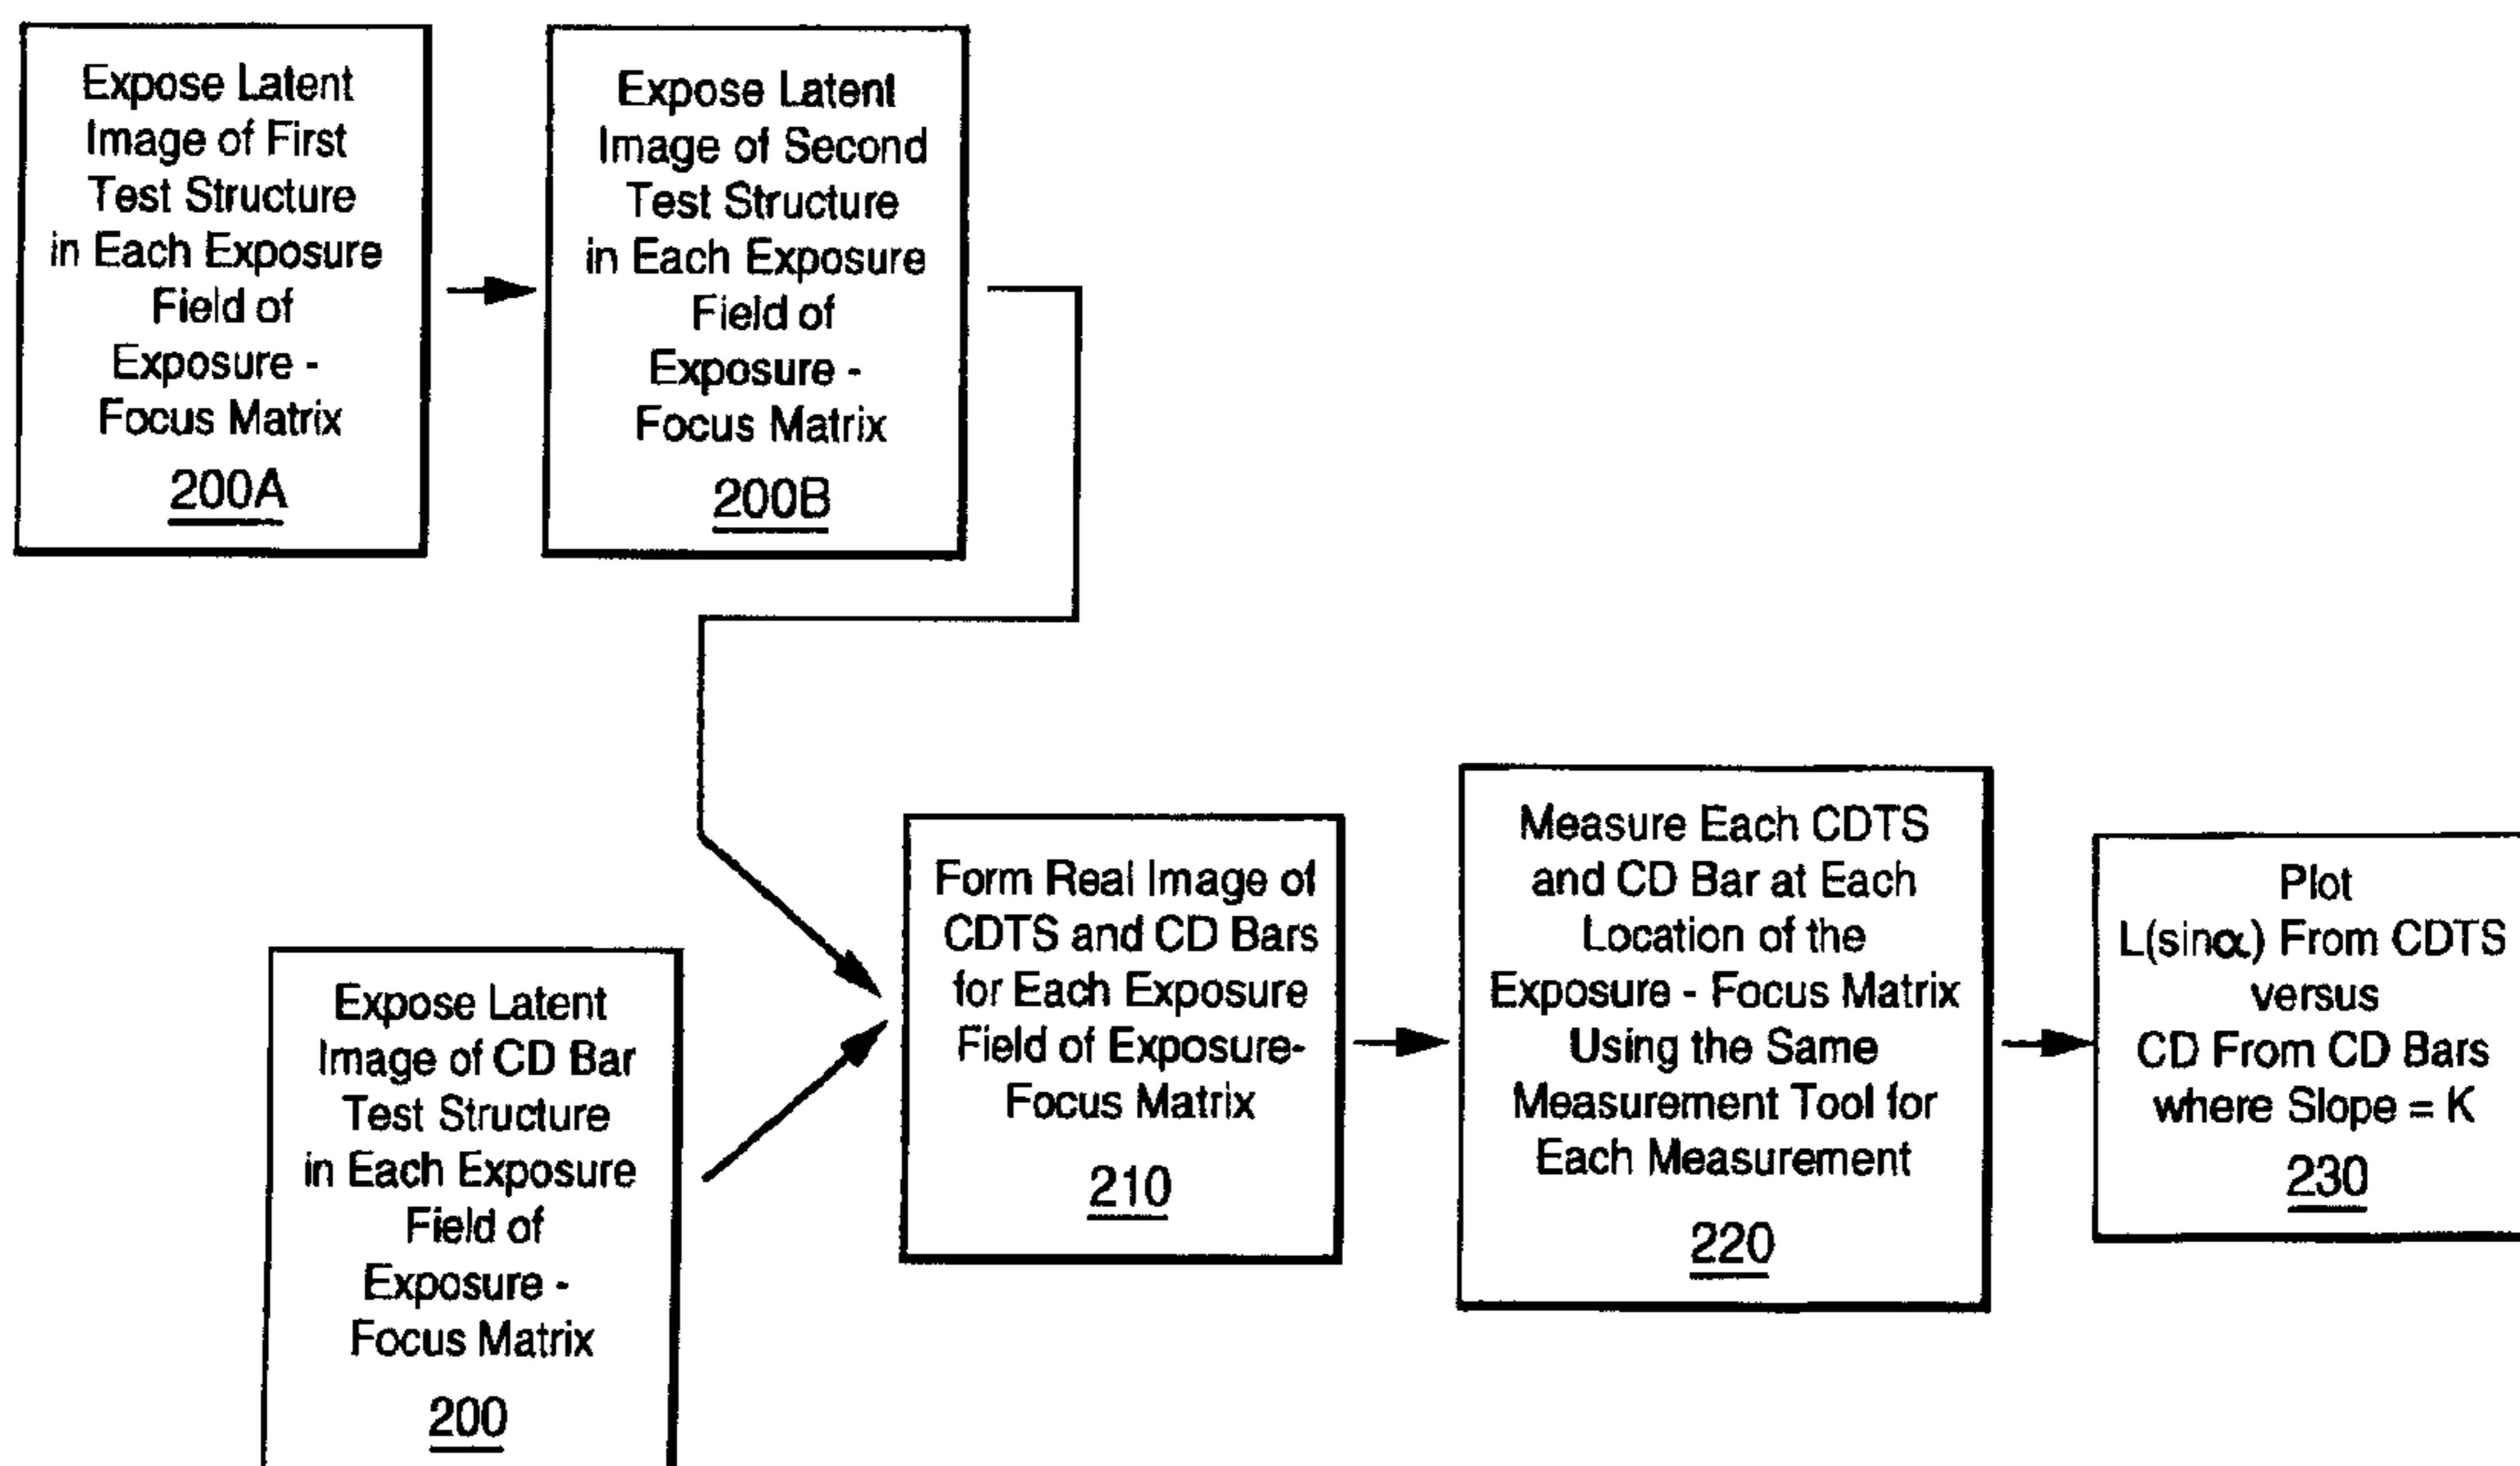 Expose Latent
Image of First
Test Structure
in Each Exposure
Field of
Exposure -
Focus Matrix
200A
Expose Latent
Image of Second
Test Structure
in Each Exposure
Field of
Exposure -
Focus Matrix
200B
Expose Latent
Image of CD Bar
Test Structure
in Each Exposure
Field of
Exposure -
Focus Matrix
200
Form Real Image of
CDTS and CD Bars
for Each Exposure
Field of Exposure-
Focus Matrix
210
Measure Each CDTS
and CD Bar at Each
Location of the
Exposure - Focus Matrix
Using the Same
Measurement Tool for
Each Measurement
220
Plot
L(sinα) From CDTS
versus
CD From CD Bars
where Slope = K
230